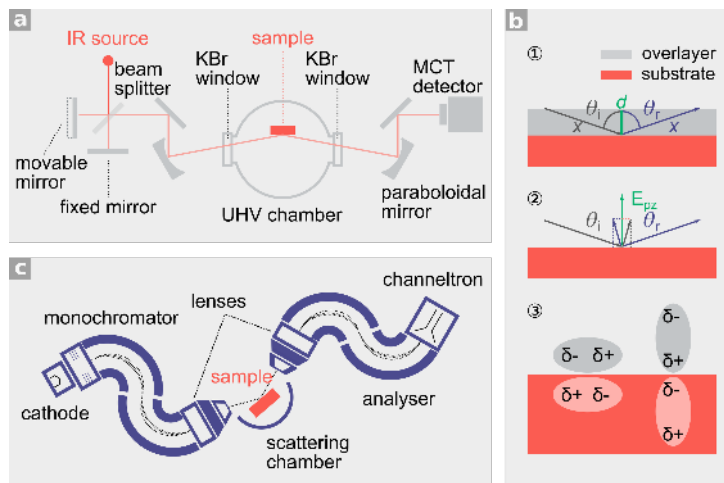 a
IR source
beam
splitter
KBr
window
sample
KBr
window
MCT
detector
movable
mirror
fixed mirror
UHV chamber
paraboloidal
mirror
b
①
overlayer
substrate
θi
d
θr
x
x
②
Epz
θi
θr
③
δ-
δ- δ+
δ+
δ+ δ-
δ-
δ+
c
channeltron
lenses
monochromator
sample
cathode
analyser
scattering
chamber